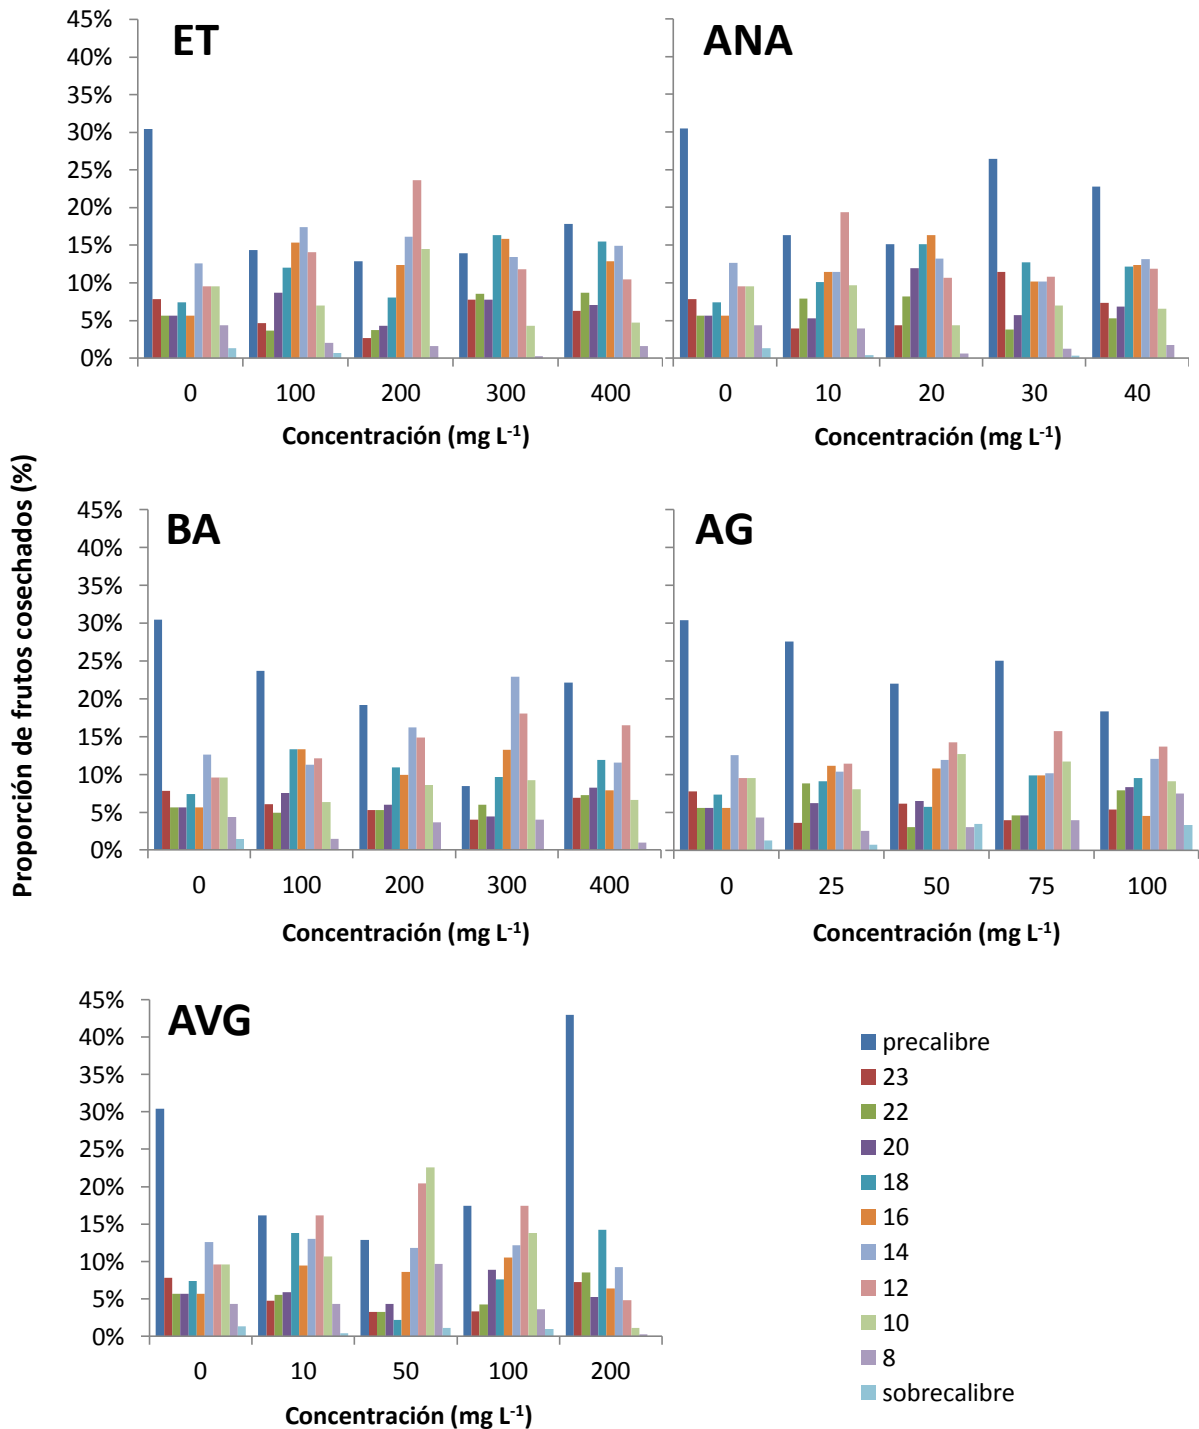 Proporción de frutos cosechados (%)
ET
45%
40%
35%
30%
25%
20%
15%
10%
5%
0%
0 100 200 300 400
Concentración (mg L-1)
ANA
0 10 20 30 40
Concentración (mg L-1)
BA
45%
40%
35%
30%
25%
20%
15%
10%
5%
0%
0 100 200 300 400
Concentración (mg L-1)
AG
0 25 50 75 100
Concentración (mg L-1)
AVG
45%
40%
35%
30%
25%
20%
15%
10%
5%
0%
0 10 50 100 200
Concentración (mg L-1)
precalibre
23
22
20
18
16
14
12
10
8
sobrecalibre